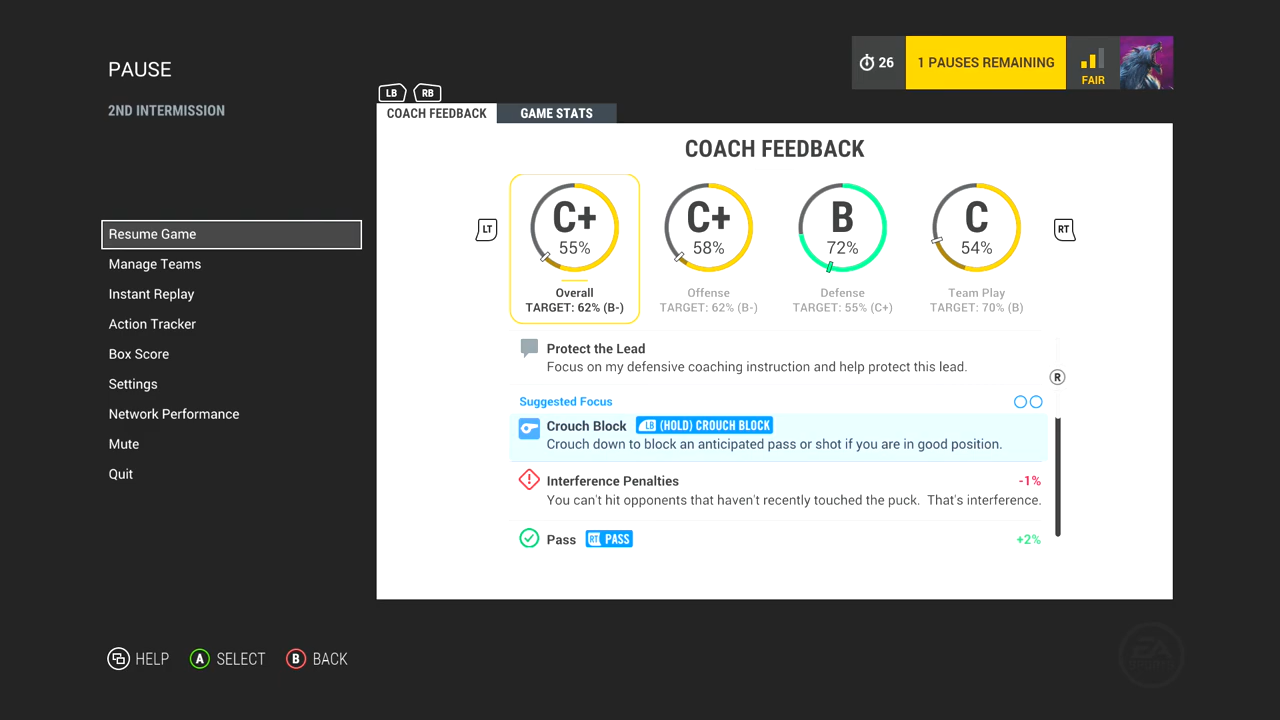 PAUSE
2ND INTERMISSION
26
1 PAUSES REMAINING
FAIR
LB RB
COACH FEEDBACK
GAME STATS
COACH FEEDBACK
LT
C+
55%
Overall
TARGET: 62% (B-)
C+
58%
Offense
TARGET: 62% (B-)
B
72%
Defense
TARGET: 55% (C+)
C
54%
Team Play
TARGET: 70% (B)
RT
Resume Game
Manage Teams
Instant Replay
Action Tracker
Box Score
Settings
Network Performance
Mute
Quit
Protect the Lead
Focus on my defensive coaching instruction and help protect this lead.
R
Suggested Focus
Crouch Block LB (HOLD) CROUCH BLOCK
Crouch down to block an anticipated pass or shot if you are in good position.
Interference Penalties -1%
You can't hit opponents that haven't recently touched the puck. That's interference.
Pass RT PASS +2%
HELP A SELECT B BACK
EA
SPORTS